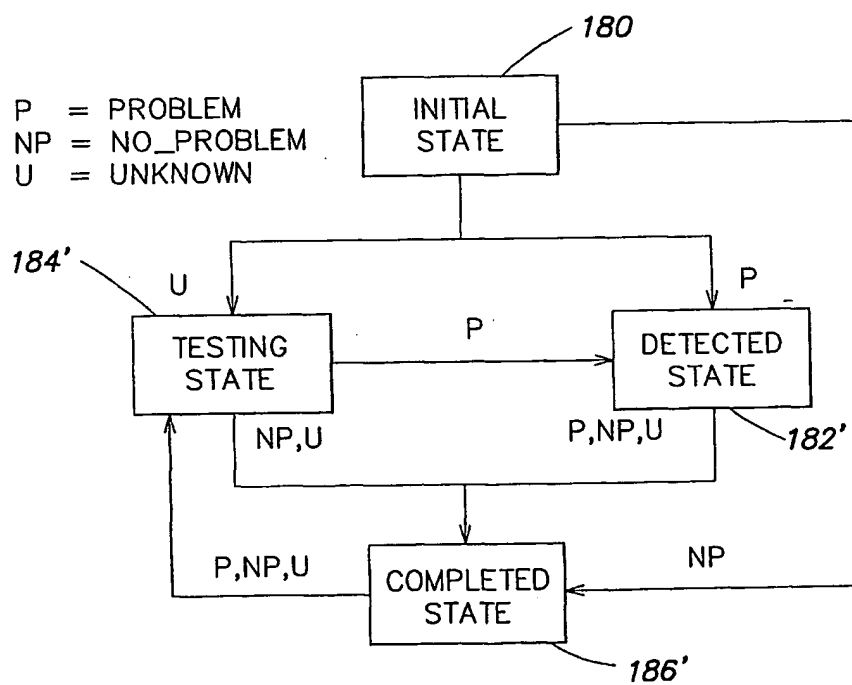 180
P = PROBLEM
NP = NO_PROBLEM
U = UNKNOWN
INITIAL
STATE
184'
U
P
TESTING
STATE
P
DETECTED
STATE
NP,U
P,NP,U
182'
P,NP,U
COMPLETED
STATE
NP
186'